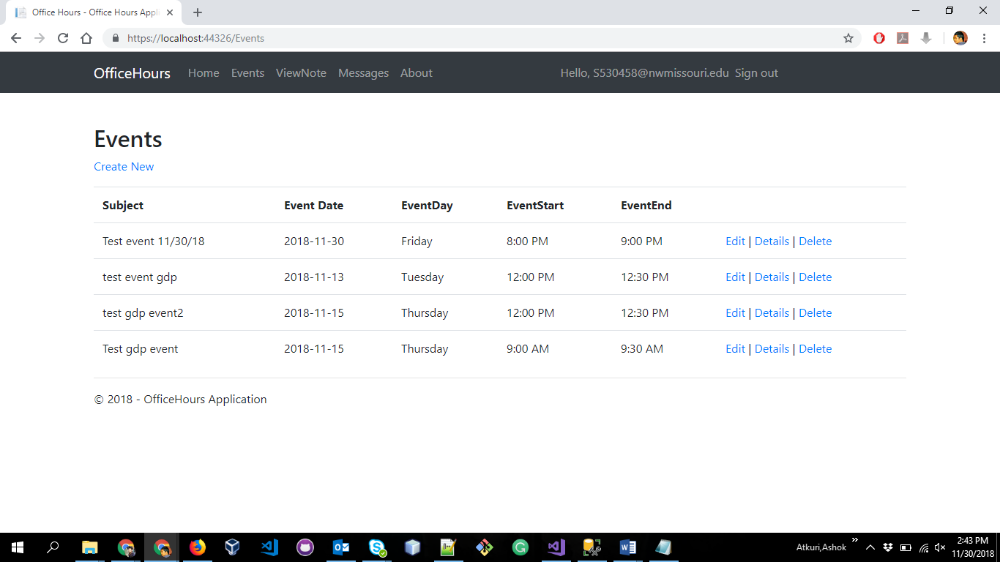 Office Hours - Office Hours Appli
https://localhost:44326/Events
OfficeHours Home Events ViewNote Messages About Hello, S530458@nwmissouri.edu Sign out
Events
Create New
Subject Event Date EventDay EventStart EventEnd
Test event 11/30/18 2018-11-30 Friday 8:00 PM 9:00 PM Edit | Details | Delete
test event gdp 2018-11-13 Tuesday 12:00 PM 12:30 PM Edit | Details | Delete
test gdp event2 2018-11-15 Thursday 12:00 PM 12:30 PM Edit | Details | Delete
Test gdp event 2018-11-15 Thursday 9:00 AM 9:30 AM Edit | Details | Delete
© 2018 - OfficeHours Application
Atkuri,Ashok
2:43 PM
11/30/2018